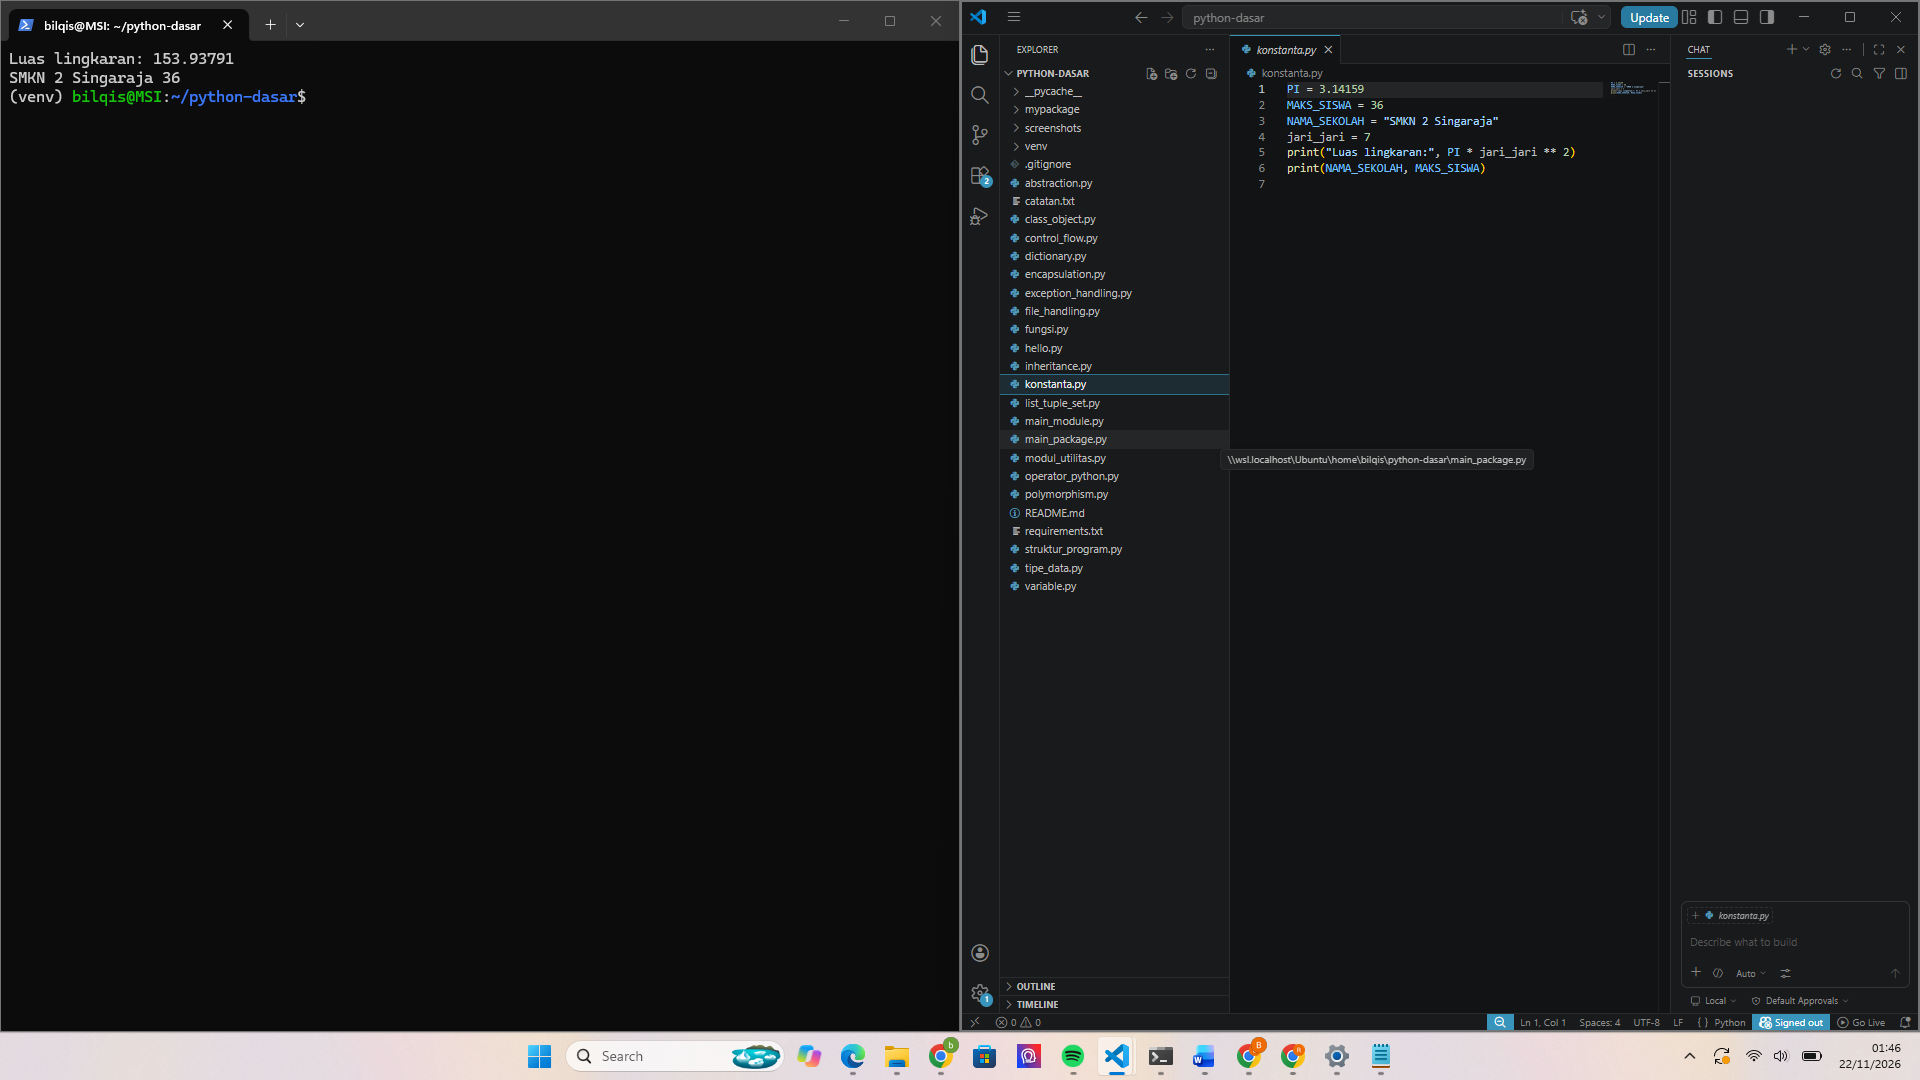 bilqis@MSI: ~/python-dasar
Luas lingkaran: 153.93791
SMKN 2 Singaraja 36
(venv) bilqis@MSI:~/python-dasar$
python-dasar
Update
EXPLORER
PYTHON-DASAR
__pycache__
mypackage
screenshots
venv
.gitignore
abstraction.py
catatan.txt
class_object.py
control_flow.py
dictionary.py
encapsulation.py
exception_handling.py
file_handling.py
fungsi.py
hello.py
inheritance.py
konstanta.py
list_tuple_set.py
main_module.py
main_package.py
modul_utilitas.py
operator_python.py
polymorphism.py
README.md
requirements.txt
struktur_program.py
tipe_data.py
variable.py
OUTLINE
TIMELINE
2
1
konstanta.py
konstanta.py
1 PI = 3.14159
2 MAKS_SISWA = 36
3 NAMA_SEKOLAH = "SMKN 2 Singaraja"
4 jari_jari = 7
5 print("Luas lingkaran:", PI * jari_jari ** 2)
6 print(NAMA_SEKOLAH, MAKS_SISWA)
7
\\wsl.localhost\Ubuntu\home\bilqis\python-dasar\main_package.py
CHAT
SESSIONS
konstanta.py
Describe what to build
Auto
Local Default Approvals
0 0
Ln 1, Col 1 Spaces: 4 UTF-8 LF { } Python Signed out Go Live
Search
01:46
22/11/2026